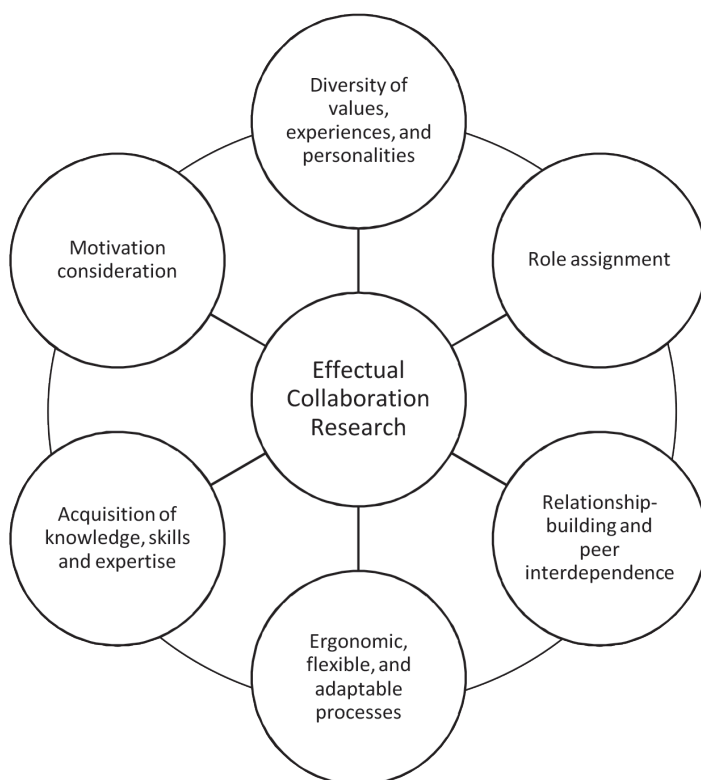 Diversity of
values,
experiences, and
personalities
Motivation
consideration
Role assignment
Effectual
Collaboration
Research
Acquisition of
knowledge, skills
and expertise
Relationship-
building and
peer
interdependence
Ergonomic,
flexible, and
adaptable
processes